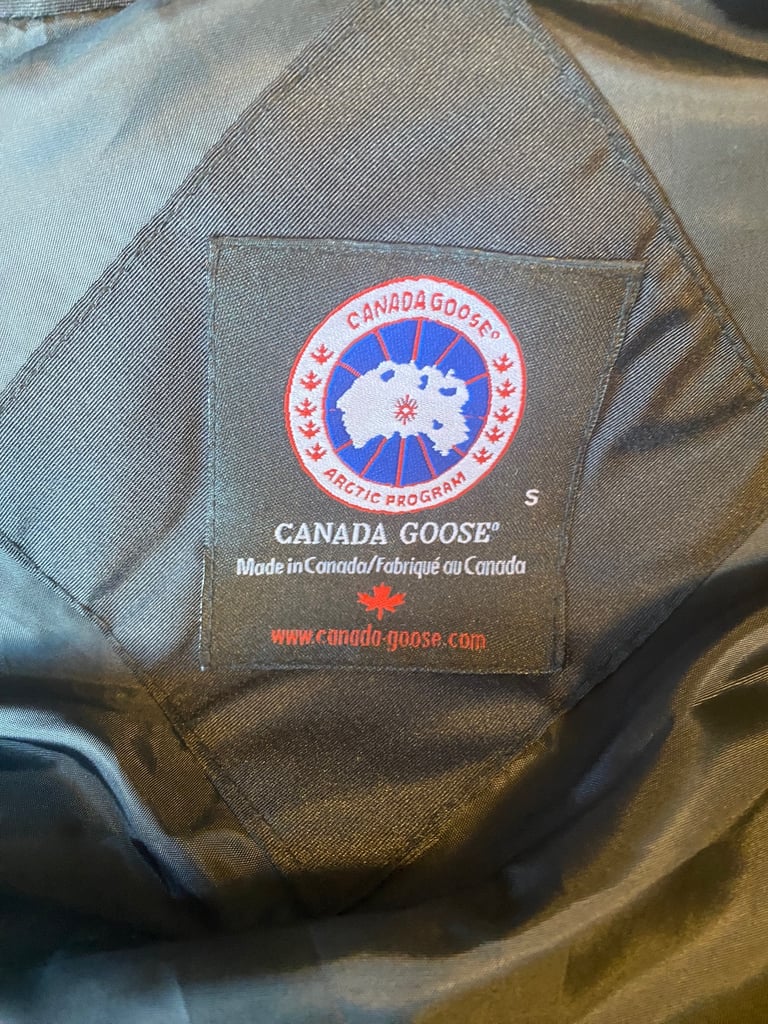 CANADA GOOSE®
ARCTIC PROGRAM
S
CANADA GOOSE®
Made in Canada/Fabriqué au Canada
www.canada-goose.com